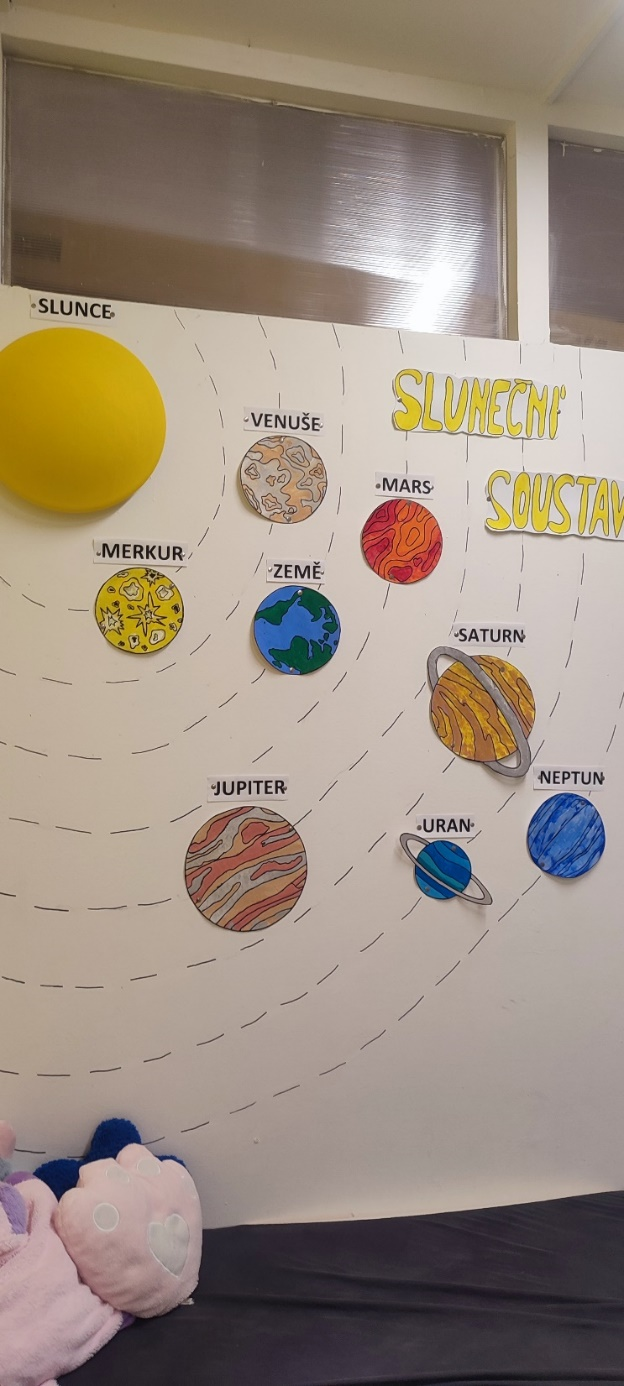 SLUNCE
SLUNEČNÍ
VENUŠE
MARS
SOUSTAV
MERKUR
ZEMĚ
SATURN
NEPTUN
JUPITER
URAN